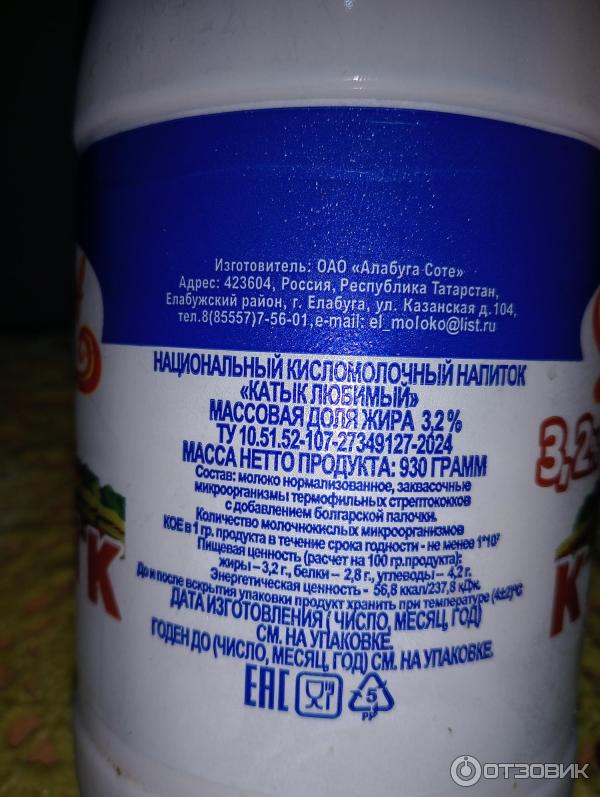 Изготовитель: ОАО «Алабуга Соте»
Адрес: 423604, Россия, Республика Татарстан,
Елабужский район, г. Елабуга, ул. Казанская д.104,
тел.8(85557)7-56-01,e-mail: el_moloko@list.ru
НАЦИОНАЛЬНЫЙ КИСЛОМОЛОЧНЫЙ НАПИТОК
«КАТЫК ЛЮБИМЫЙ»
МАССОВАЯ ДОЛЯ ЖИРА 3,2 %
ТУ 10.51.52-107-27349127-2024
МАССА НЕТТО ПРОДУКТА: 930 ГРАММ
Состав: молоко нормализованное, заквасочные
микроорганизмы термофильных стрептококков
с добавлением болгарской палочки.
Количество молочнокислых микроорганизмов
КОЕ в 1 гр. продукта в течение срока годности - не менее 1*10⁷
Пищевая ценность (расчет на 100 гр.продукта):
жиры – 3,2 г., белки – 2,8 г., углеводы – 4,2 г.
Энергетическая ценность - 56,8 ккал/237,8 кДж.
До и после вскрытия упаковки продукт хранить при температуре (4±2)°С
ДАТА ИЗГОТОВЛЕНИЯ ( ЧИСЛО, МЕСЯЦ, ГОД)
СМ. НА УПАКОВКЕ.
ГОДЕН ДО (ЧИСЛО, МЕСЯЦ, ГОД) СМ. НА УПАКОВКЕ.
EAC
5
PP
3,2
К
К
ОТЗОВИК